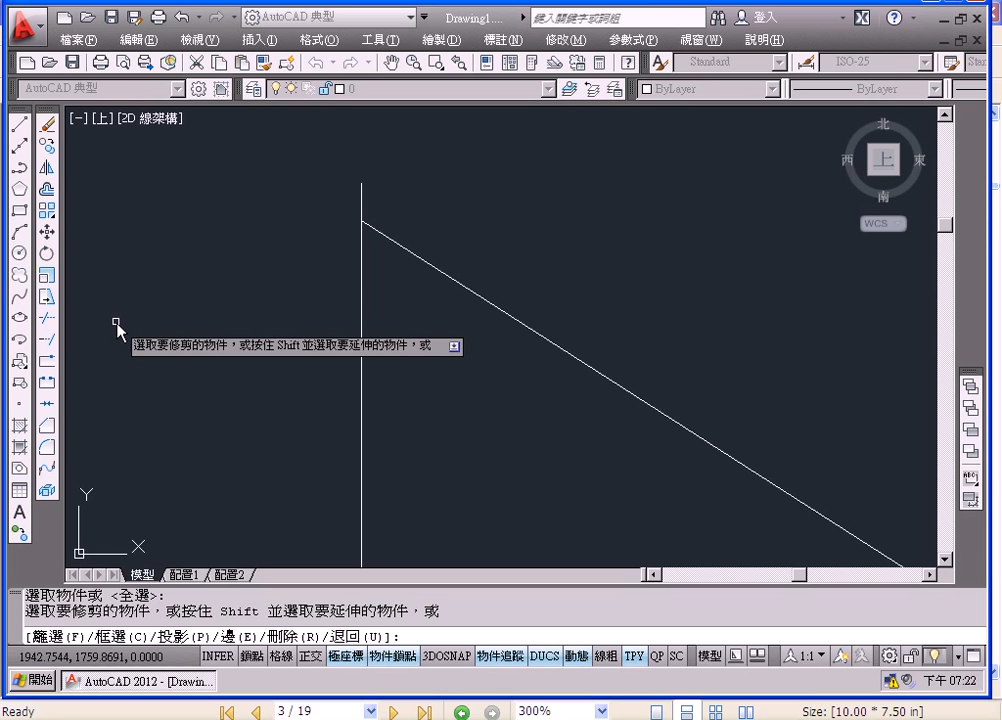 AutoCAD 典型
Drawing1....
鍵入關鍵字或詞組
登入
檔案(F) 編輯(E) 檢視(V) 插入(I) 格式(O) 工具(T) 繪製(D) 標註(N) 修改(M) 參數式(P) 視窗(W) 說明(H)
Standard
ISO-25
AutoCAD 典型
0
ByLayer
ByLayer
[−] [上] [2D 線架構]
北
西 上 東
南
WCS
選取要修剪的物件，或按住 Shift 並選取要延伸的物件，或
Y
X
A
模型 配置1 配置2
選取物件或 <全選>:
選取要修剪的物件，或按住 Shift 並選取要延伸的物件，或
[籬選(F)/框選(C)/投影(P)/邊(E)/刪除(R)/退回(U)]:
1942.7544, 1759.8691, 0.0000 INFER 鎖點 格線 正交 極座標 物件鎖點 3DOSNAP 物件追蹤 DUCS 動態 線粗 TPY QP SC 模型 1:1
開始 AutoCAD 2012 - [Drawin... 下午 07:22
Ready 3 / 19 300% Size: [10.00 * 7.50 in]